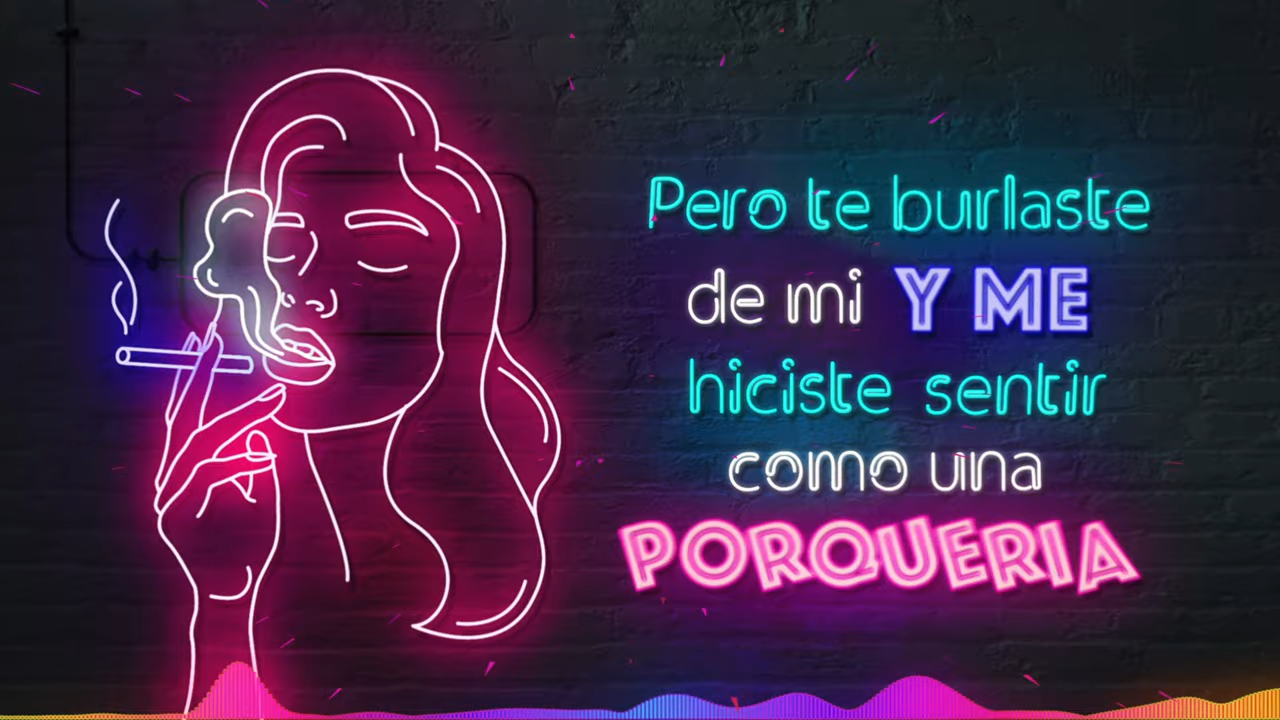 Pero te burlaste
de mi Y ME
hiciste sentir
como una
PORQUERIA